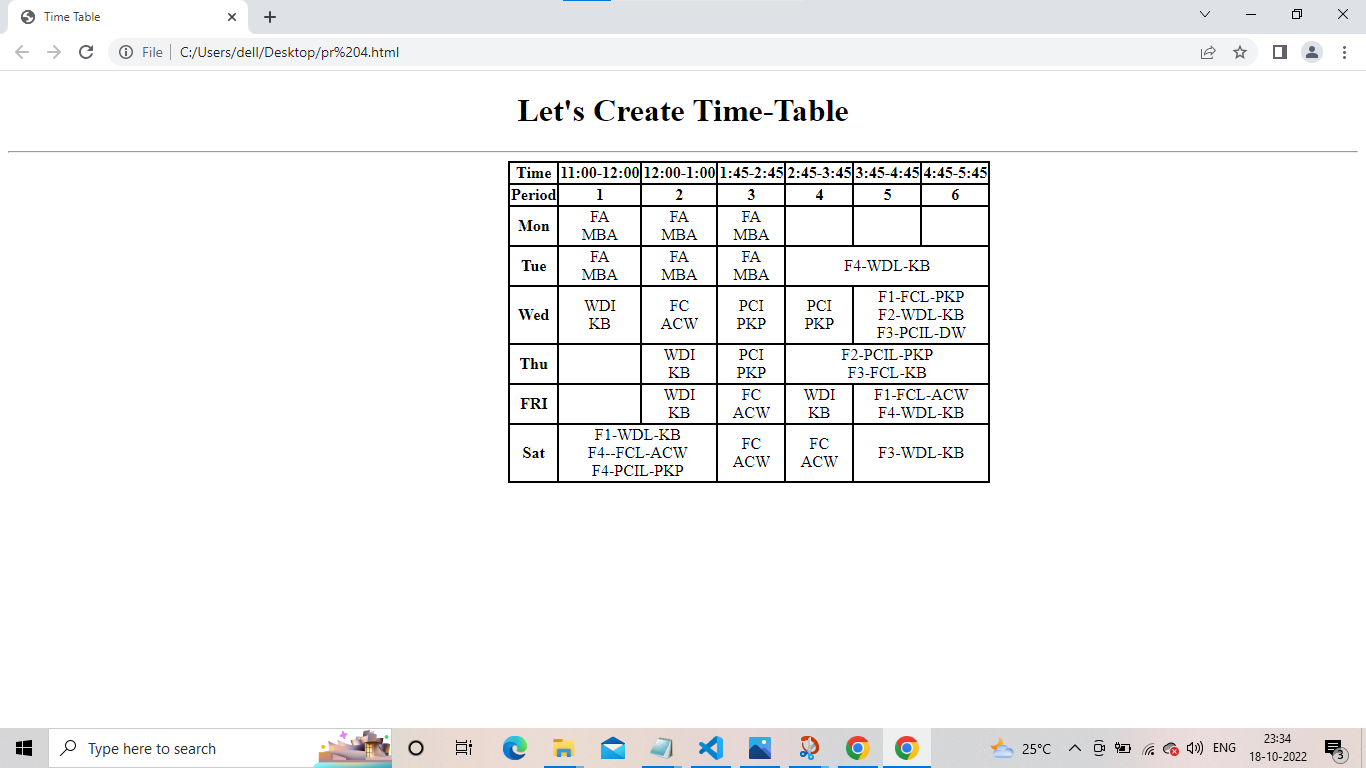 Time Table
File
C:/Users/dell/Desktop/pr%204.html
Let's Create Time-Table
Time 11:00-12:00 12:00-1:00 1:45-2:45 2:45-3:45 3:45-4:45 4:45-5:45
Period 1 2 3 4 5 6
Mon
FA FA FA
MBA MBA MBA
Tue
FA FA FA
MBA MBA MBA
F4-WDL-KB
Wed
WDI FC PCI PCI
KB ACW PKP PKP
F1-FCL-PKP
F2-WDL-KB
F3-PCIL-DW
Thu
WDI PCI
KB PKP
F2-PCIL-PKP
F3-FCL-KB
FRI
WDI FC WDI
KB ACW KB
F1-FCL-ACW
F4-WDL-KB
Sat
F1-WDL-KB
F4--FCL-ACW
F4-PCIL-PKP
FC FC
ACW ACW
F3-WDL-KB
Type here to search
25°C
ENG
23:34
18-10-2022
3